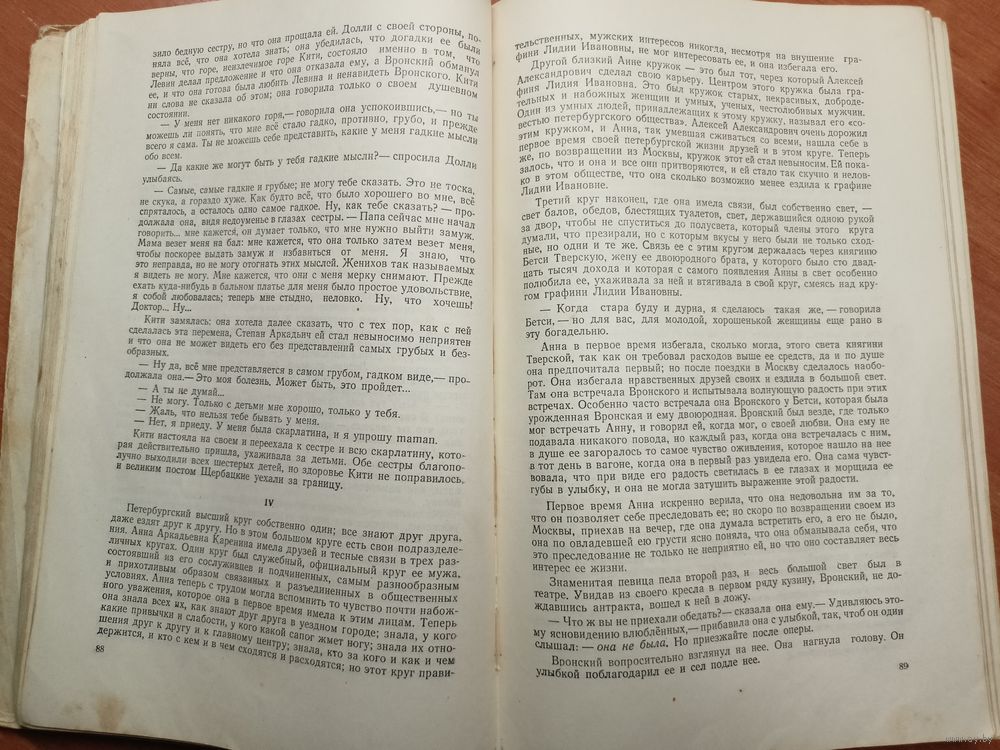 зило бедную сестру, но что она прощала ей. Долли с своей стороны, по-
няла всё, что она хотела знать; она убедилась, что догадки ее были
верны, что горе, неизлечимое горе Кити, состояло именно в том, что
Левин делал предложение и что она отказала ему, а Вронский обманул
ее, и что она готова была любить Левина и ненавидеть Вронского. Кити
ни слова не сказала об этом; она говорила только о своем душевном
состоянии.
— У меня нет никакого горя,— говорила она успокоившись,— но ты
можешь ли понять, что мне всё стало гадко, противно, грубо, и прежде
всего я сама. Ты не можешь себе представить, какие у меня гадкие мысли
обо всем.
— Да какие же могут быть у тебя гадкие мысли?— спросила Долли
улыбаясь.
— Самые, самые гадкие и грубые; не могу тебе сказать. Это не тоска,
не скука, а гораздо хуже. Как будто всё, что было хорошего во мне, всё
спряталось, а осталось одно самое гадкое. Ну, как тебе сказать? — про-
должала она, видя недоуменье в глазах сестры. — Папа сейчас мне начал
говорить... мне кажется, он думает только, что мне нужно выйти замуж.
Мама везет меня на бал: мне кажется, что она только затем везет меня,
чтобы поскорее выдать замуж и избавиться от меня. Я знаю, что
это неправда, но не могу отогнать этих мыслей. Женихов так называемых
я видеть не могу. Мне кажется, что они с меня мерку снимают. Прежде
ехать куда-нибудь в бальном платье для меня было простое удовольствие,
я собой любовалась; теперь мне стыдно, неловко. Ну, что хочешь!
Доктор... Ну...
Кити замялась; она хотела далее сказать, что с тех пор, как с ней
сделалась эта перемена, Степан Аркадьич ей стал невыносимо неприятен
и что она не может видеть его без представлений самых грубых и без-
образных.
— Ну да, всё мне представляется в самом грубом, гадком виде,— про-
должала она.— Это моя болезнь. Может быть, это пройдет...
— А ты не думай...
— Не могу. Только с детьми мне хорошо, только у тебя.
— Жаль, что нельзя тебе бывать у меня.
— Нет, я приеду. У меня была скарлатина, и я упрошу maman.
Кити настояла на своем и переехала к сестре и всю скарлатину, кото-
рая действительно пришла, ухаживала за детьми. Обе сестры благопо-
лучно выходили всех шестерых детей, но здоровье Кити не поправилось,
и великим постом Щербацкие уехали за границу.
IV
Петербургский высший круг собственно один; все знают друг друга,
даже ездят друг к другу. Но в этом большом круге есть свои подразделе-
ния. Анна Аркадьевна Каренина имела друзей и тесные связи в трех раз-
личных кругах. Один круг был служебный, официальный круг ее мужа,
состоявший из его сослуживцев и подчиненных, самым разнообразным
и прихотливым образом связанных и разъединенных в общественных
условиях. Анна теперь с трудом могла вспомнить то чувство почти набож-
ного уважения, которое она в первое время имела к этим лицам. Теперь
она знала всех их, как знают друг друга в уездном городе; знала, у кого
какие привычки и слабости, у кого какой сапог жмет ногу; знала их отно-
шения друг к другу и к главному центру; знала, кто за кого и как и чем
держится, и кто с кем и в чем сходятся и расходятся; но этот круг прави-
88
тельственных, мужских интересов никогда, несмотря на внушение гра-
фини Лидии Ивановны, не мог интересовать ее, и она избегала его.
Другой близкий Анне кружок — это был тот, через который Алексей
Александрович сделал свою карьеру. Центром этого кружка была гра-
финя Лидия Ивановна. Это был кружок старых, некрасивых, доброде-
тельных и набожных женщин и умных, ученых, честолюбивых мужчин.
Один из умных людей, принадлежащих к этому кружку, называл его «со-
вестью петербургского общества». Алексей Александрович очень дорожил
этим кружком, и Анна, так умевшая сживаться со всеми, нашла себе в
первое время своей петербургской жизни друзей и в этом круге. Теперь
же, по возвращении из Москвы, кружок этот ей стал невыносим. Ей пока-
залось, что и она и все они притворяются, и ей стало так скучно и нелов-
ко в этом обществе, что она сколько возможно менее ездила к графине
Лидии Ивановне.
Третий круг наконец, где она имела связи, был собственно свет, —
свет балов, обедов, блестящих туалетов, свет, державшийся одною рукой
за двор, чтобы не спуститься до полусвета, который члены этого круга
думали, что презирали, но с которым вкусы у него были не только сход-
ные, но одни и те же. Связь ее с этим кругом держалась через княгиню
Бетси Тверскую, жену ее двоюродного брата, у которого было сто двад-
цать тысяч дохода и которая с самого появления Анны в свет особенно
полюбила ее, ухаживала за ней и втягивала в свой круг, смеясь над кру-
гом графини Лидии Ивановны.
— Когда стара буду и дурна, я сделаюсь такая же,— говорила
Бетси,— но для вас, для молодой, хорошенькой женщины еще рано в
эту богадельню.
Анна в первое время избегала, сколько могла, этого света княгини
Тверской, так как он требовал расходов выше ее средств, да и по душе
она предпочитала первый; но после поездки в Москву сделалось наобо-
рот. Она избегала нравственных друзей своих и ездила в большой свет.
Там она встречала Вронского и испытывала волнующую радость при этих
встречах. Особенно часто встречала она Вронского у Бетси, которая была
урожденная Вронская и ему двоюродная. Вронский был везде, где только
мог встречать Анну, и говорил ей, когда мог, о своей любви. Она ему не
подавала никакого повода, но каждый раз, когда она встречалась с ним,
в душе ее загоралось то самое чувство оживления, которое нашло на нее
в тот день в вагоне, когда она в первый раз увидела его. Она сама чувст-
вовала, что при виде его радость светилась в ее глазах и морщила ее
губы в улыбку, и она не могла затушить выражение этой радости.
Первое время Анна искренно верила, что она недовольна им за то,
что он позволяет себе преследовать ее; но скоро по возвращении своем из
Москвы, приехав на вечер, где она думала встретить его, а его не было,
она по овладевшей ею грусти ясно поняла, что она обманывала себя, что
это преследование не только не неприятно ей, но что оно составляет весь
интерес ее жизни.
Знаменитая певица пела второй раз, и весь большой свет был в
театре. Увидав из своего кресла в первом ряду кузину, Вронский, не до-
ждавшись антракта, вошел к ней в ложу.
— Что ж вы не приехали обедать?— сказала она ему.— Удивляюсь это-
му ясновидению влюблённых,— прибавила она с улыбкой, так, чтоб он один
слышал: — она не была. Но приезжайте после оперы.
Вронский вопросительно взглянул на нее. Она нагнула голову. Он
улыбкой поблагодарил ее и сел подле нее.
89